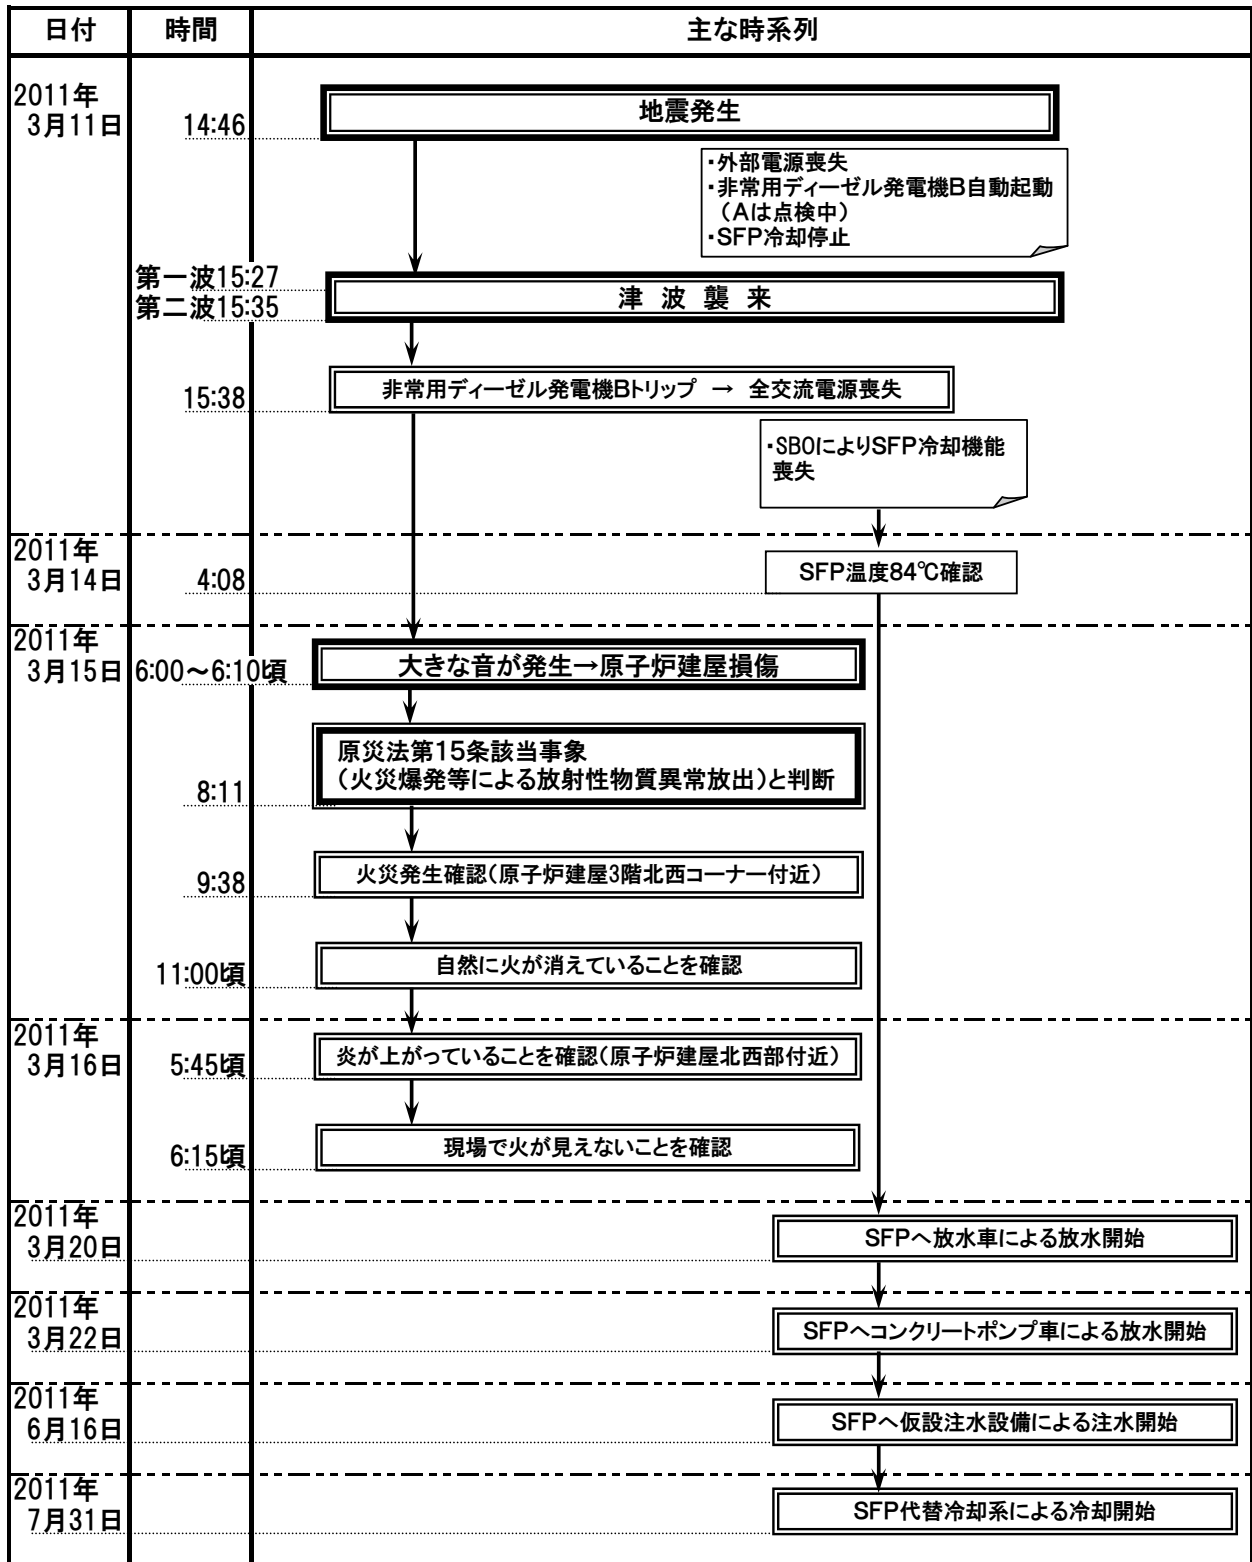 日付 時間 主な時系列
2011年
3月11日 14:46 地震発生
・外部電源喪失
・非常用ディーゼル発電機B自動起動
（Aは点検中）
・SFP冷却停止
第一波15:27
第二波15:35
津 波 襲 来
15:38 非常用ディーゼル発電機Bトリップ → 全交流電源喪失
・SBOによりSFP冷却機能
喪失
2011年
3月14日 4:08 SFP温度84℃確認
2011年
3月15日 6:00～6:10頃 大きな音が発生→原子炉建屋損傷
原災法第15条該当事象
8:11 （火災爆発等による放射性物質異常放出）と判断
9:38 火災発生確認（原子炉建屋3階北西コーナー付近）
11:00頃 自然に火が消えていることを確認
2011年
3月16日 5:45頃 炎が上がっていることを確認（原子炉建屋北西部付近）
6:15頃 現場で火が見えないことを確認
2011年
3月20日 SFPへ放水車による放水開始
2011年
3月22日 SFPへコンクリートポンプ車による放水開始
2011年
6月16日 SFPへ仮設注水設備による注水開始
2011年
7月31日 SFP代替冷却系による冷却開始